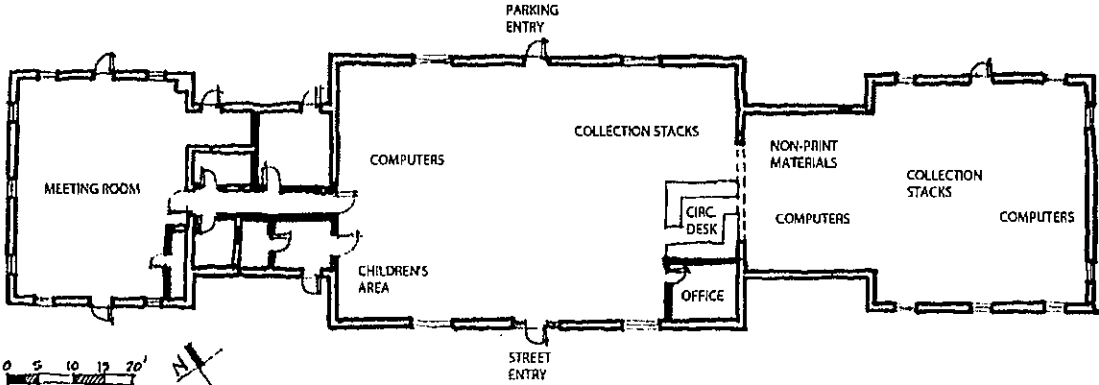 PARKING
ENTRY
COLLECTION STACKS
COMPUTERS
NON-PRINT
MATERIALS
MEETING ROOM
COLLECTION
STACKS
CIRC.
DESK
COMPUTERS
COMPUTERS
CHILDREN'S
AREA
OFFICE
STREET
ENTRY
0 5 10 15 20'
N